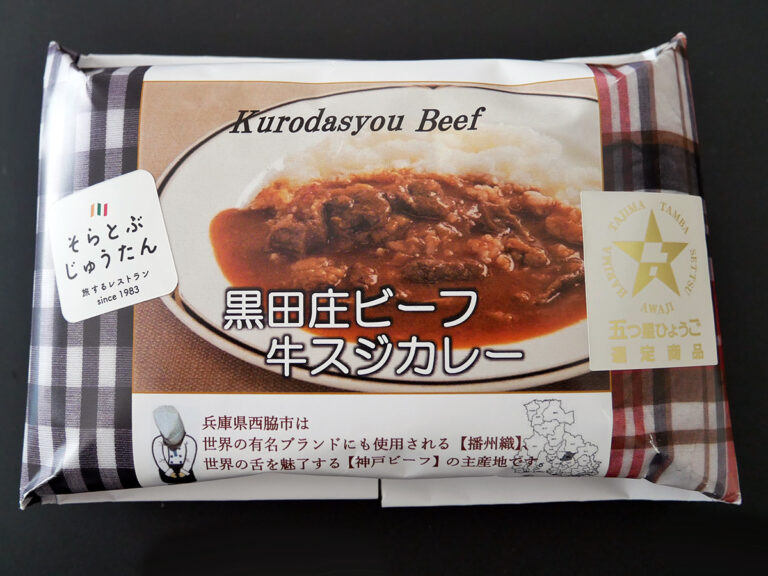 Kurodasyou Beef
そらとぶ
じゅうたん
旅するレストラン
since 1983
HARIMA TAJIMA TAMBA SETTSU AWAJI
五つ星ひょうご
選定商品
黒田庄ビーフ
牛スジカレー
兵庫県西脇市は
世界の有名ブランドにも使用される【播州織】、
世界の舌を魅了する【神戸ビーフ】の主産地です